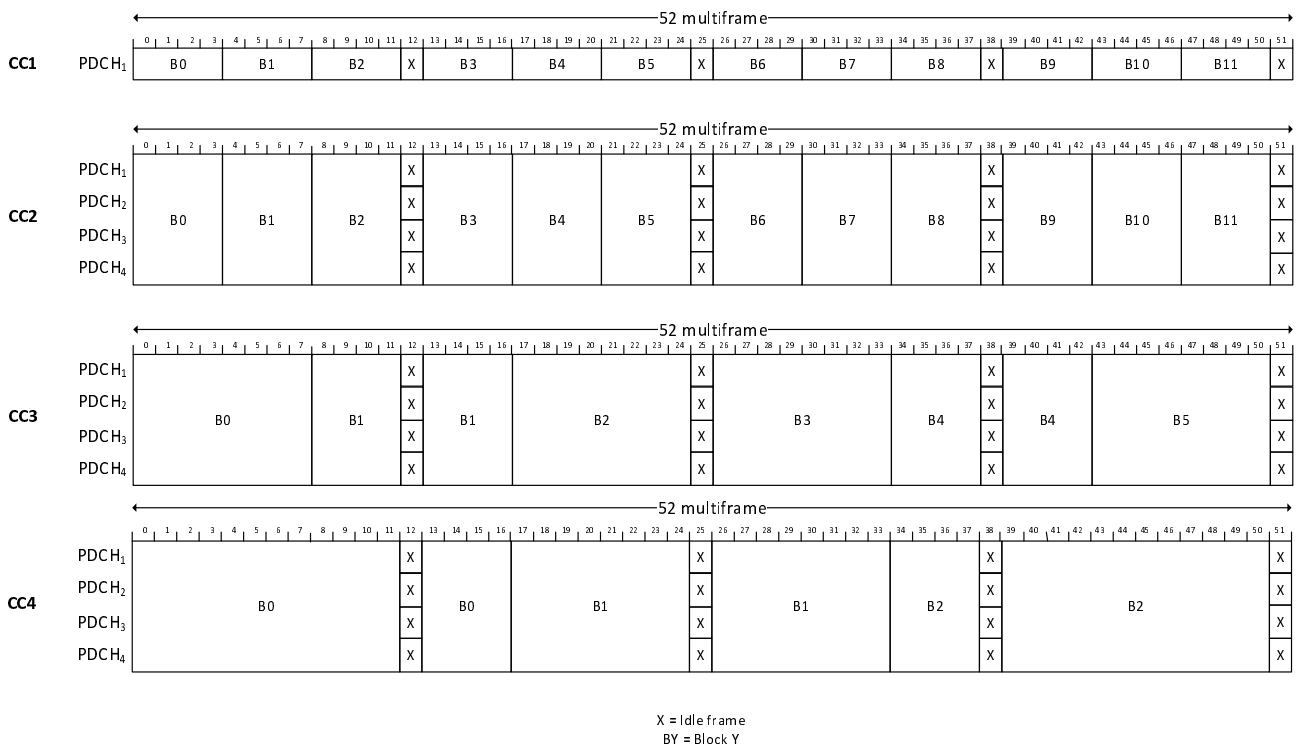 52 multiframe
0 1 2 3 4 5 6 7 8 9 10 11 12 13 14 15 16 17 18 19 20 21 22 23 24 25 26 27 28 29 30 31 32 33 34 35 36 37 38 39 40 41 42 43 44 45 46 47 48 49 50 51
CC1 PDCH1 B0 B1 B2 X B3 B4 B5 X B6 B7 B8 X B9 B10 B11 X
52 multiframe
0 1 2 3 4 5 6 7 8 9 10 11 12 13 14 15 16 17 18 19 20 21 22 23 24 25 26 27 28 29 30 31 32 33 34 35 36 37 38 39 40 41 42 43 44 45 46 47 48 49 50 51
PDCH1 X X X X
PDCH2 X X X X
CC2 B0 B1 B2 B3 B4 B5 B6 B7 B8 B9 B10 B11
PDCH3 X X X X
PDCH4 X X X X
52 multiframe
0 1 2 3 4 5 6 7 8 9 10 11 12 13 14 15 16 17 18 19 20 21 22 23 24 25 26 27 28 29 30 31 32 33 34 35 36 37 38 39 40 41 42 43 44 45 46 47 48 49 50 51
PDCH1 X X X X
PDCH2 X X X X
CC3 B0 B1 B1 B2 B3 B4 B4 B5
PDCH3 X X X X
PDCH4 X X X X
52 multiframe
0 1 2 3 4 5 6 7 8 9 10 11 12 13 14 15 16 17 18 19 20 21 22 23 24 25 26 27 28 29 30 31 32 33 34 35 36 37 38 39 40 41 42 43 44 45 46 47 48 49 50 51
PDCH1 X X X X
PDCH2 X X X X
CC4 B0 B0 B1 B1 B2 B2
PDCH3 X X X X
PDCH4 X X X X
X = Idle frame
BY = Block Y